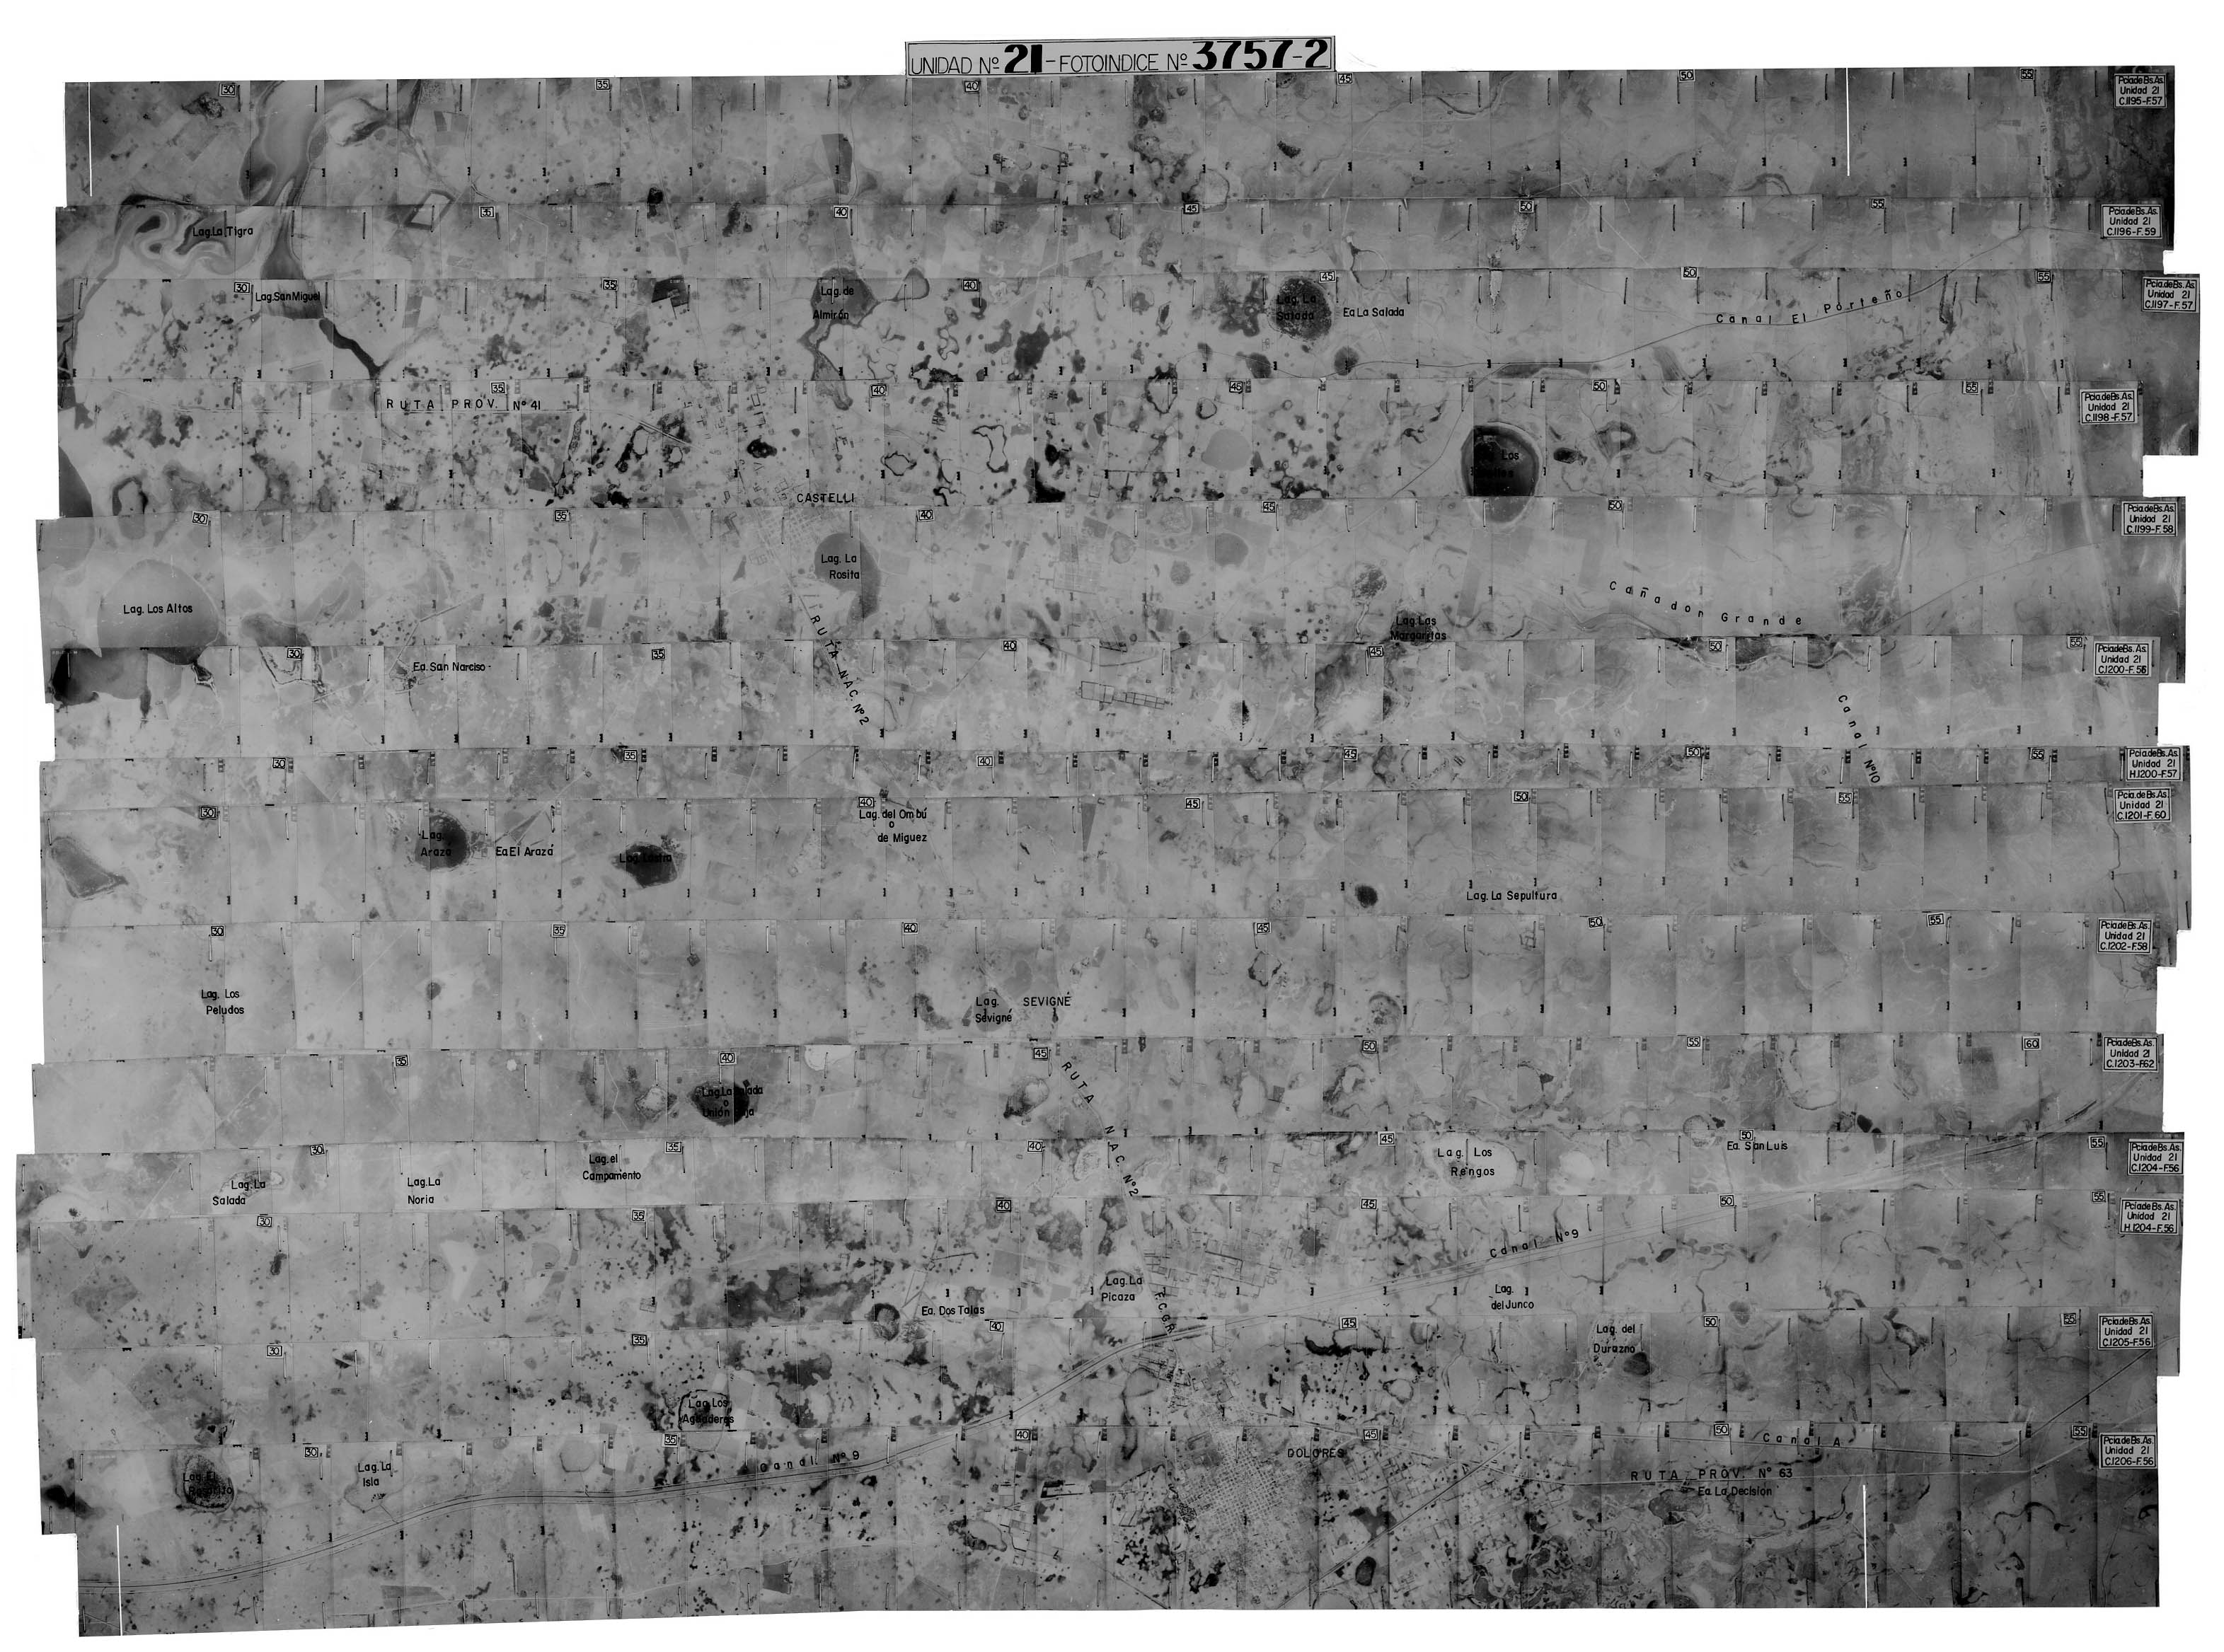 UNIDAD Nº 21 - FOTOINDICE Nº 3757-2
30 35 40 45 50 55
Pcia.de Bs.As.
Unidad 21
C.1195-F.57
35 40 45 50 55
Pcia.de Bs.As.
Unidad 21
C.1196-F.59
Lag.La Tigra
30 35 40 45 50 55
Pcia.de Bs.As.
Unidad 21
C.1197-F.57
Lag.San Miguel
Lag. de
Almirón
Lag. La
Salada
Ea La Salada
Canal El Porteño
35 40 45 50 55
Pcia.de Bs.As.
Unidad 21
C.1198-F.57
RUTA PROV. Nº 41
Los
CASTELLI
30 35 40 45 50
Pcia.de Bs.As.
Unidad 21
C.1199-F.58
Lag. La
Rosita
Lag. Los Altos
Cañadon Grande
Lag.Las
Margaritas
RUTA NAC. Nº 2
30 35 40 45 50 55
Pcia.de Bs.As.
Unidad 21
C.1200-F.56
Ea. San Narciso
Canal Nº 10
30 35 40 45 50 55
Pcia.de Bs.As.
Unidad 21
H.1200-F.57
30 40 45 50 55
Pcia.de Bs.As.
Unidad 21
C.1201-F.60
Lag. del Ombú
o
de Miguez
Lag.
Arazá
Ea El Arazá
Lag. La Sepultura
30 35 40 45 50 55
Pcia.de Bs.As.
Unidad 21
C.1202-F.58
Lag. Los
Peludos
Lag.
Sevigné
SEVIGNÉ
35 40 45 50 55 60
Pcia.de Bs.As.
Unidad 21
C.1203-F.62
Lag.La Salada
o
Unión
RUTA NAC. Nº 2
30 35 40 45 50 55
Pcia.de Bs.As.
Unidad 21
C.1204-F.56
Ea. San Luis
Lag. Los
Rengos
Lag.el
Campamento
Lag.La
Salada
Lag.La
Noria
30 35 40 45 50 55
Pcia.de Bs.As.
Unidad 21
H.1204-F.56
Canal Nº 9
Lag.La
Picaza
Lag.
del Junco
Ea. Dos Talas
F.C.G.R.
30 35 40 45 50 55
Pcia.de Bs.As.
Unidad 21
C.1205-F.56
Lag. del
Durazno
Lag. Los
Aguaderos
30 35 40 45 50 55
Pcia.de Bs.As.
Unidad 21
C.1206-F.56
Canal A
DOLORES
Canal Nº 9
Lag. La
Isla
Lag. El
RUTA PROV. Nº 63
Ea. La Decisión